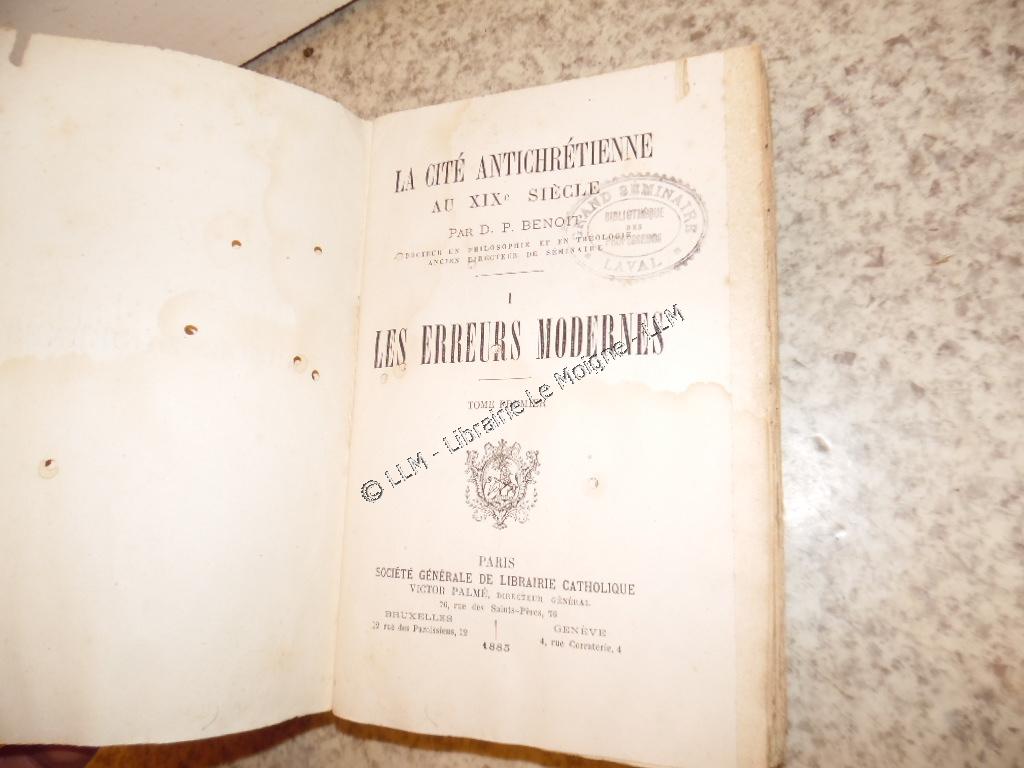 LA CITÉ ANTICHRÉTIENNE
AU XIXe SIÈCLE
PAR D. P. BENOIT
DOCTEUR EN PHILOSOPHIE ET EN THÉOLOGIE
ANCIEN DIRECTEUR DE SÉMINAIRE
GRAND SÉMINAIRE
BIBLIOTHÈQUE
DES
LAVAL
I
LES ERREURS MODERNES
TOME PREMIER
© LLM - Librairie Le Moigne - LLM
PARIS
SOCIÉTÉ GÉNÉRALE DE LIBRAIRIE CATHOLIQUE
VICTOR PALMÉ, DIRECTEUR GÉNÉRAL
76, rue des Saints-Pères, 76
BRUXELLES
12 rue des Paroissiens, 12
GENÈVE
4, rue Corraterie, 4
1885